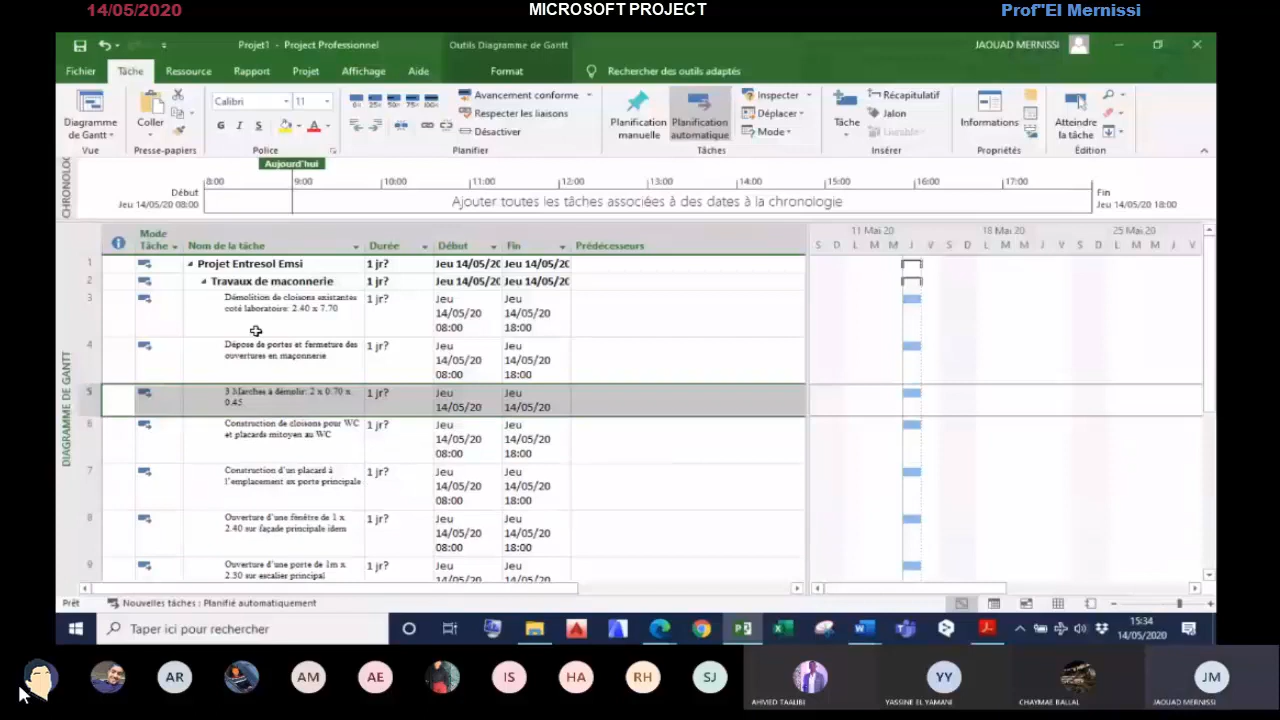 14/05/2020
MICROSOFT PROJECT
Prof"El Mernissi
Projet1 - Project Professionnel
Outils Diagramme de Gantt
JAOUAD MERNISSI
Fichier
Tâche
Ressource
Rapport
Projet
Affichage
Aide
Format
Rechercher des outils adaptés
Diagramme
de Gantt
Vue
Coller
Presse-papiers
Calibri
11
G I S
Police
0% 25% 50% 75% 100%
Avancement conforme
Respecter les liaisons
Désactiver
Planifier
Planification
manuelle
Planification
automatique
Inspecter
Déplacer
Mode
Tâches
Tâche
Récapitulatif
Jalon
Livrable
Insérer
Informations
Propriétés
Atteindre
la tâche
Édition
Aujourd'hui
CHRONOLOG
Début
Jeu 14/05/20 08:00
8:00
9:00
10:00
11:00
12:00
13:00
14:00
15:00
16:00
17:00
Ajouter toutes les tâches associées à des dates à la chronologie
Fin
Jeu 14/05/20 18:00
DIAGRAMME DE GANTT
Mode
Tâche
Nom de la tâche
Durée
Début
Fin
Prédécesseurs
11 Mai 20
18 Mai 20
25 Mai 20
S D L M M J V S D L M M J V S D L M M J V
1
Projet Entresol Emsi
1 jr?
Jeu 14/05/20
Jeu 14/05/20
2
Travaux de maconnerie
1 jr?
Jeu 14/05/20
Jeu 14/05/20
3
Démolition de cloisons existantes
coté laboratoire: 2.40 x 7.70
1 jr?
Jeu
14/05/20
08:00
Jeu
14/05/20
18:00
4
Dépose de portes et fermeture des
ouvertures en maçonnerie
1 jr?
Jeu
14/05/20
08:00
Jeu
14/05/20
18:00
5
3 Marches à démolir: 2 x 0.70 x
0.45
1 jr?
Jeu
14/05/20
Jeu
14/05/20
6
Construction de cloisons pour WC
et placards mitoyen au WC
1 jr?
Jeu
14/05/20
08:00
Jeu
14/05/20
18:00
7
Construction d'un placard à
l'emplacement ex porte principale
1 jr?
Jeu
14/05/20
08:00
Jeu
14/05/20
18:00
8
Ouverture d'une fenêtre de 1 x
2.40 sur façade principale idem
1 jr?
Jeu
14/05/20
08:00
Jeu
14/05/20
18:00
9
Ouverture d'une porte de 1m x
2.30 sur escalier principal
1 jr?
Jeu
14/05/20
Jeu
14/05/20
Prêt
Nouvelles tâches : Planifié automatiquement
Taper ici pour rechercher
15:34
14/05/2020
AR
AM
AE
IS
HA
RH
SJ
AHMED TAALIBI
YY
YASSINE EL YAMANI
CHAYMAE BALLAL
JM
JAOUAD MERNISSI